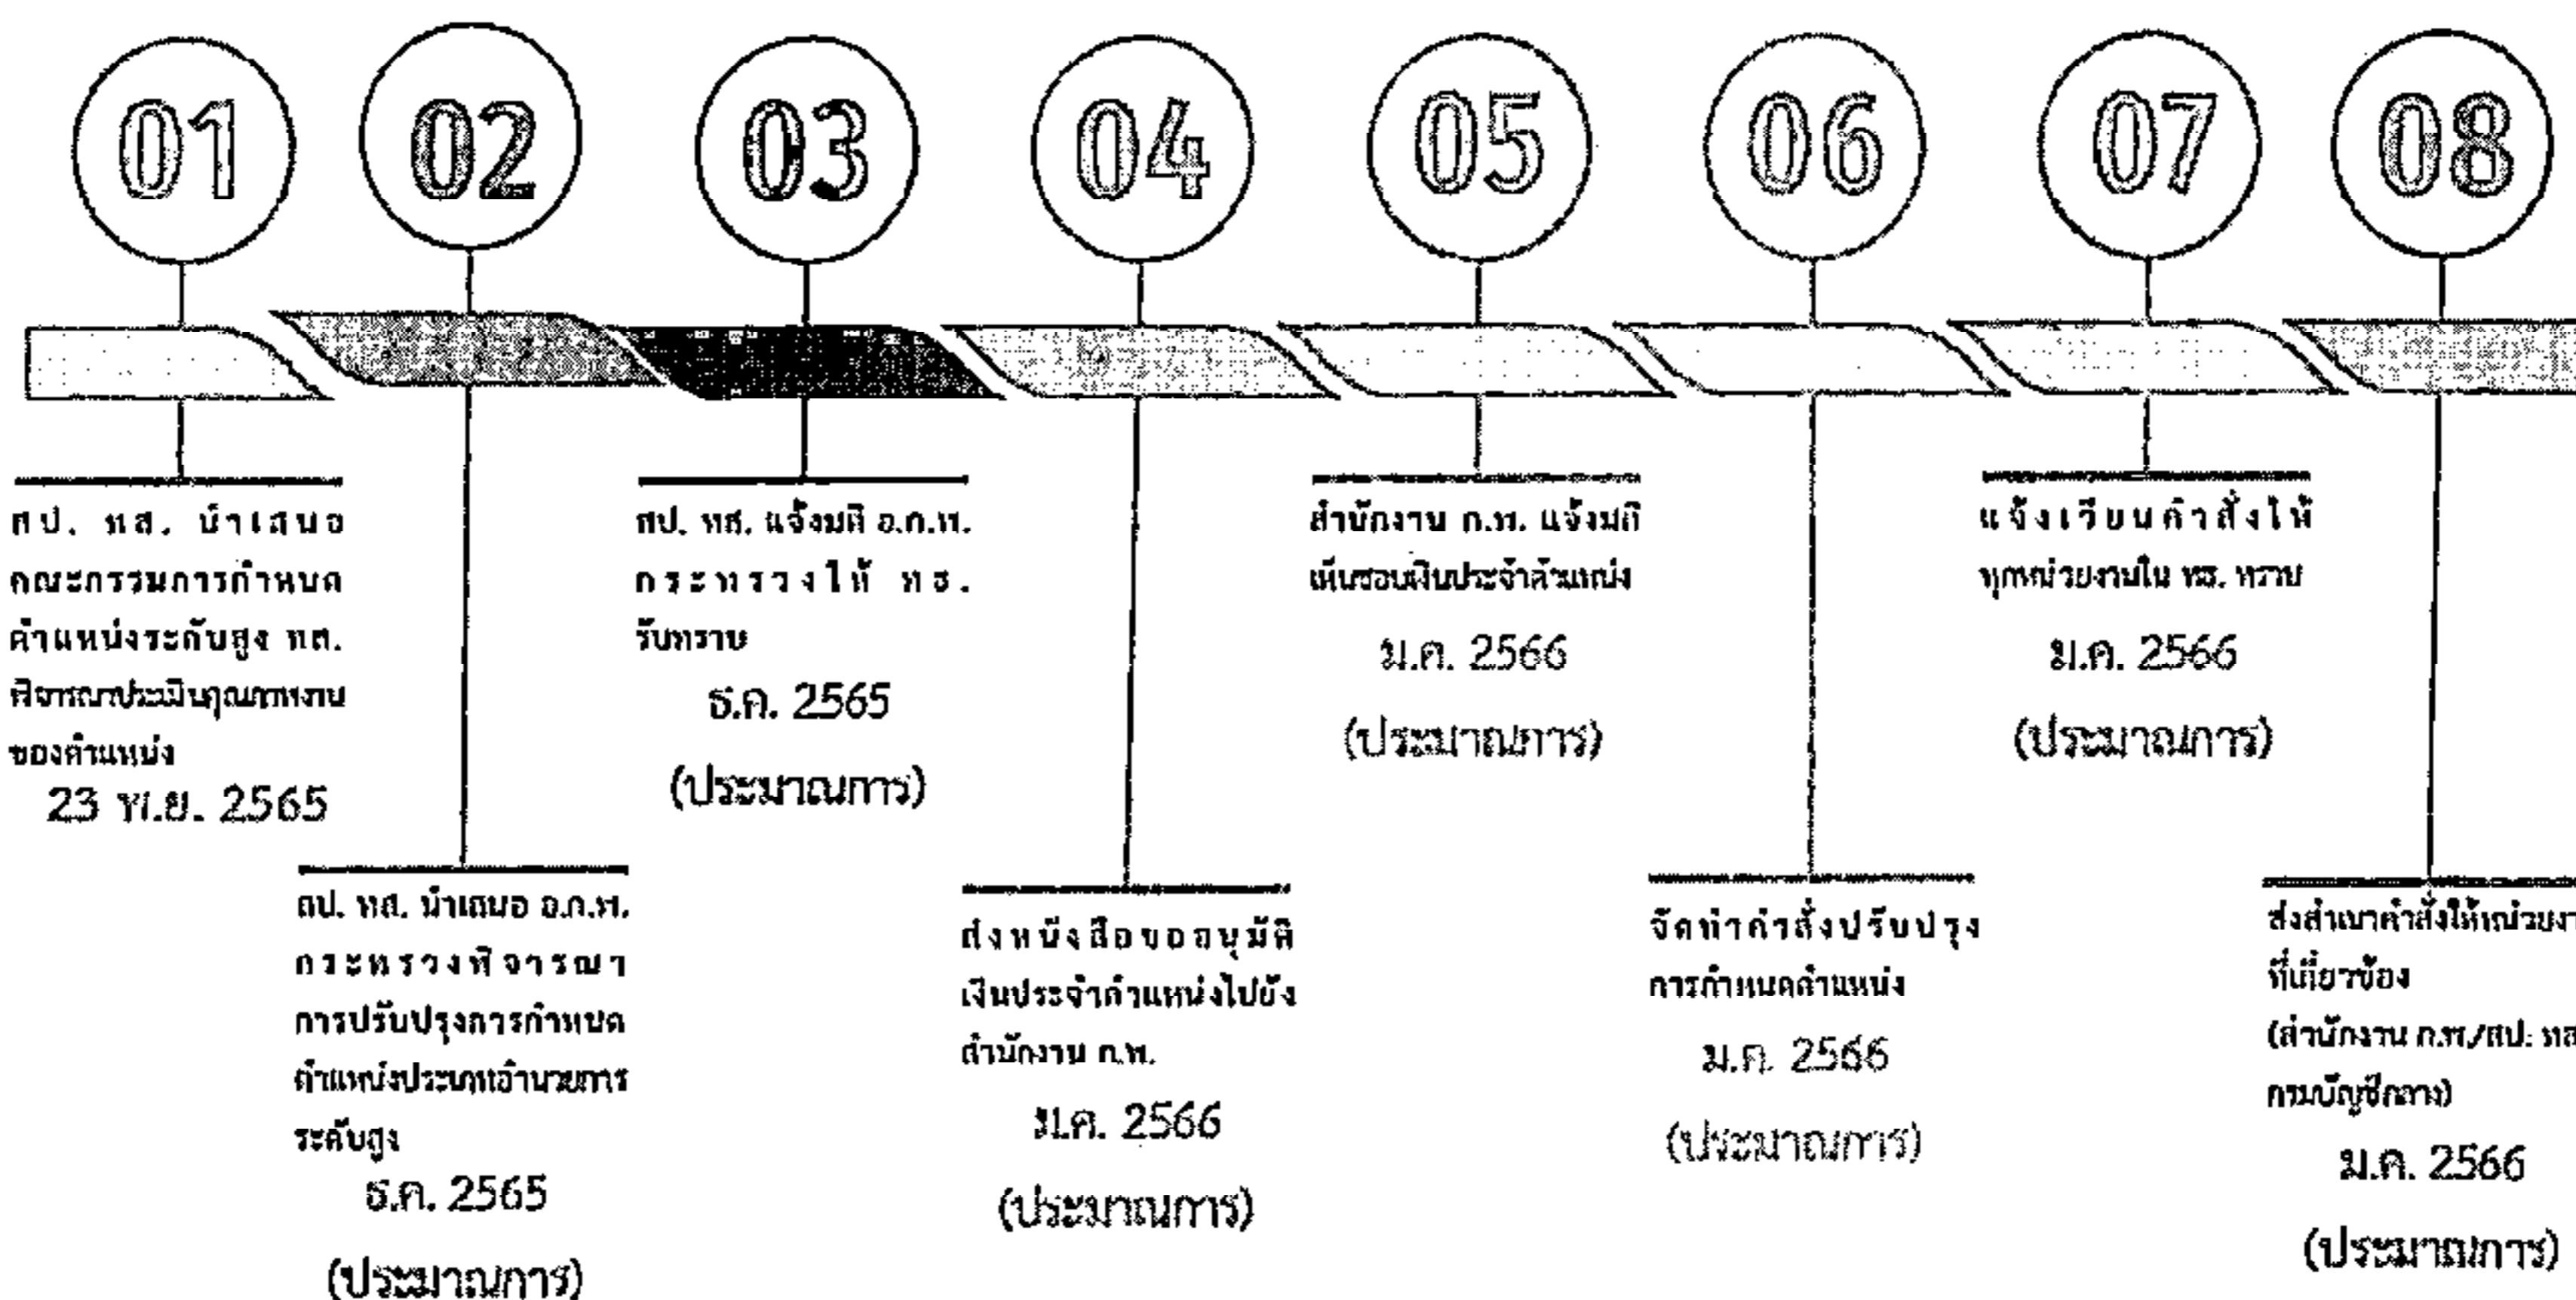 01
สป. ทส. นำเสนอ
คณะกรรมการกำหนด
ตำแหน่งระดับสูง ทส.
พิจารณาประเมินคุณภาพงาน
ของตำแหน่ง
23 พ.ย. 2565
02
สป. ทส. นำเสนอ อ.ก.พ.
กระทรวงพิจารณา
การปรับปรุงการกำหนด
ตำแหน่งประเภทอำนวยการ
ระดับสูง
ธ.ค. 2565
(ประมาณการ)
03
สป. ทส. แจ้งมติ อ.ก.พ.
กระทรวงให้ ทธ.
รับทราบ
ธ.ค. 2565
(ประมาณการ)
04
ส่งหนังสือขออนุมัติ
เงินประจำตำแหน่งไปยัง
สำนักงาน ก.พ.
ม.ค. 2566
(ประมาณการ)
05
สำนักงาน ก.พ. แจ้งมติ
เห็นชอบเงินประจำตำแหน่ง
ม.ค. 2566
(ประมาณการ)
06
จัดทำคำสั่งปรับปรุง
การกำหนดตำแหน่ง
ม.ค. 2566
(ประมาณการ)
07
แจ้งเวียนคำสั่งให้
ทุกหน่วยงานใน ทธ. ทราบ
ม.ค. 2566
(ประมาณการ)
08
ส่งสำเนาคำสั่งให้หน่วยงา
ที่เกี่ยวข้อง
(สำนักงาน ก.พ./สป. ทส
กรมบัญชีกลาง)
ม.ค. 2566
(ประมาณการ)